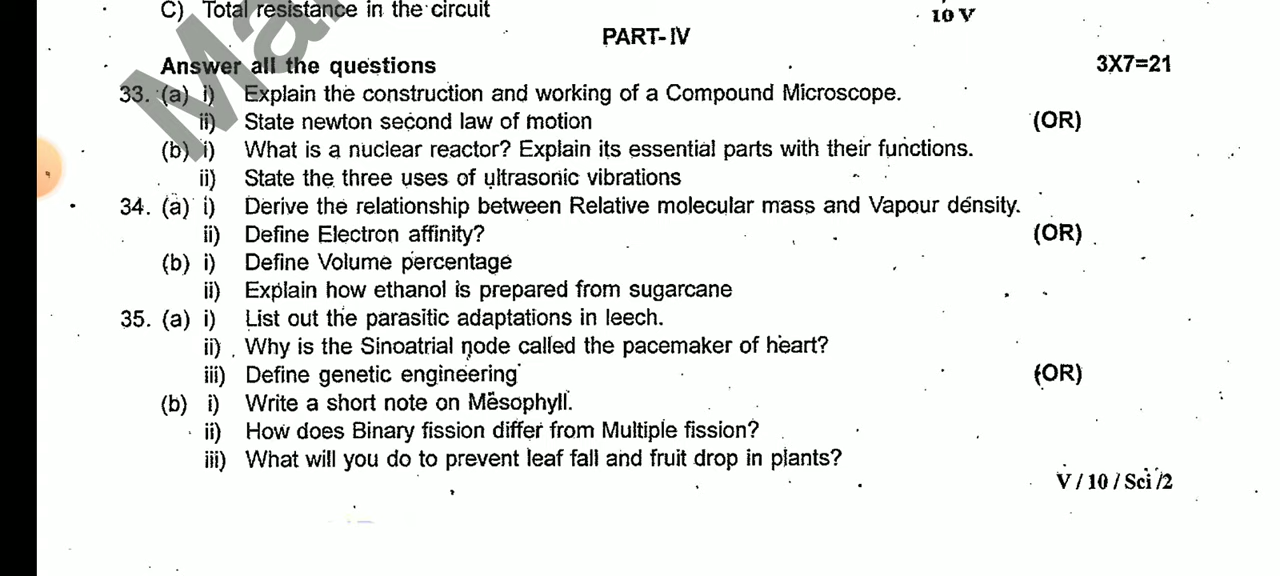 C) Total resistance in the circuit
10 V
PART-IV
Answer all the questions 3X7=21
33. (a) i) Explain the construction and working of a Compound Microscope.
ii) State newton second law of motion (OR)
(b) i) What is a nuclear reactor? Explain its essential parts with their functions.
ii) State the three uses of ultrasonic vibrations
34. (a) i) Derive the relationship between Relative molecular mass and Vapour density.
ii) Define Electron affinity? (OR)
(b) i) Define Volume percentage
ii) Explain how ethanol is prepared from sugarcane
35. (a) i) List out the parasitic adaptations in leech.
ii) Why is the Sinoatrial node called the pacemaker of heart?
iii) Define genetic engineering (OR)
(b) i) Write a short note on Mesophyll.
ii) How does Binary fission differ from Multiple fission?
iii) What will you do to prevent leaf fall and fruit drop in plants?
V / 10 / Sci /2